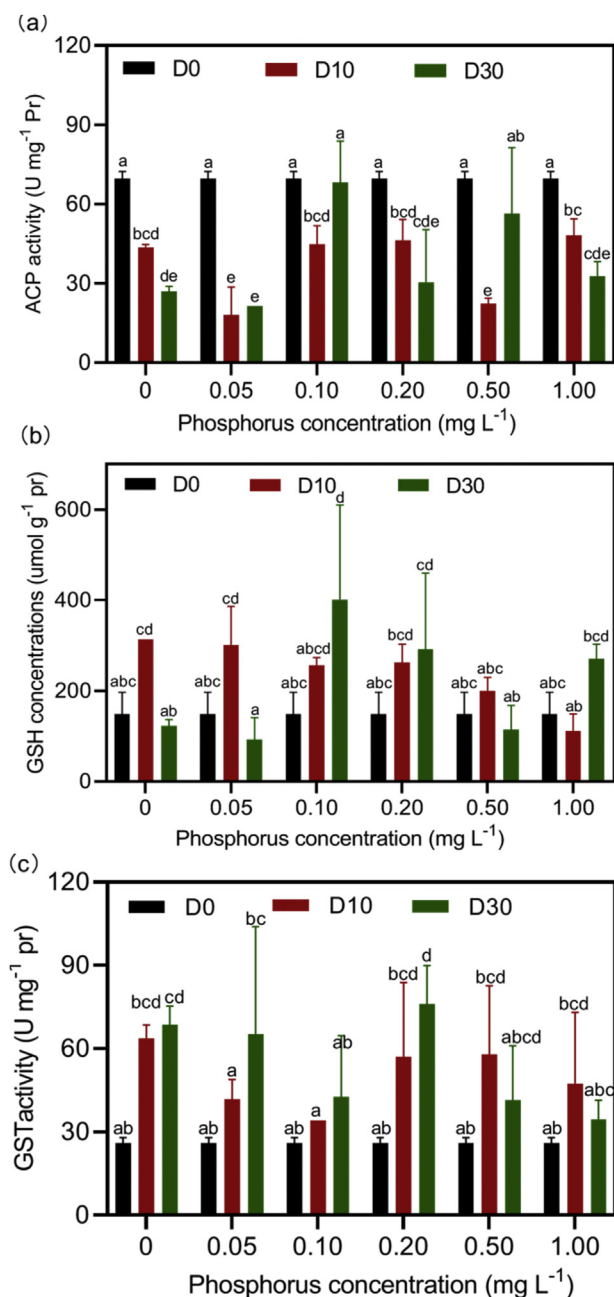 (a)
120
D0 D10 D30
90
60
30
0
ACP activity (U mg⁻¹ Pr)
a a a a a ab a
a a
bcd bcd bcd bc
de e e cde e cde
0 0.05 0.10 0.20 0.50 1.00
Phosphorus concentration (mg L⁻¹)
(b)
D0 D10 D30
600
400
200
0
GSH concentrations (umol g⁻¹ pr)
d
cd cd abcd bcd cd abc bcd
abc abc abc abc abc abc
ab a ab ab
0 0.05 0.10 0.20 0.50 1.00
Phosphorus concentration (mg L⁻¹)
(c)
120
D0 D10 D30
90
60
30
0
GSTactivity (U mg⁻¹ pr)
bc d
bcd cd bcd bcd bcd
a ab abcd
a abc
ab ab ab ab ab ab
0 0.05 0.10 0.20 0.50 1.00
Phosphorus concentration (mg L⁻¹)